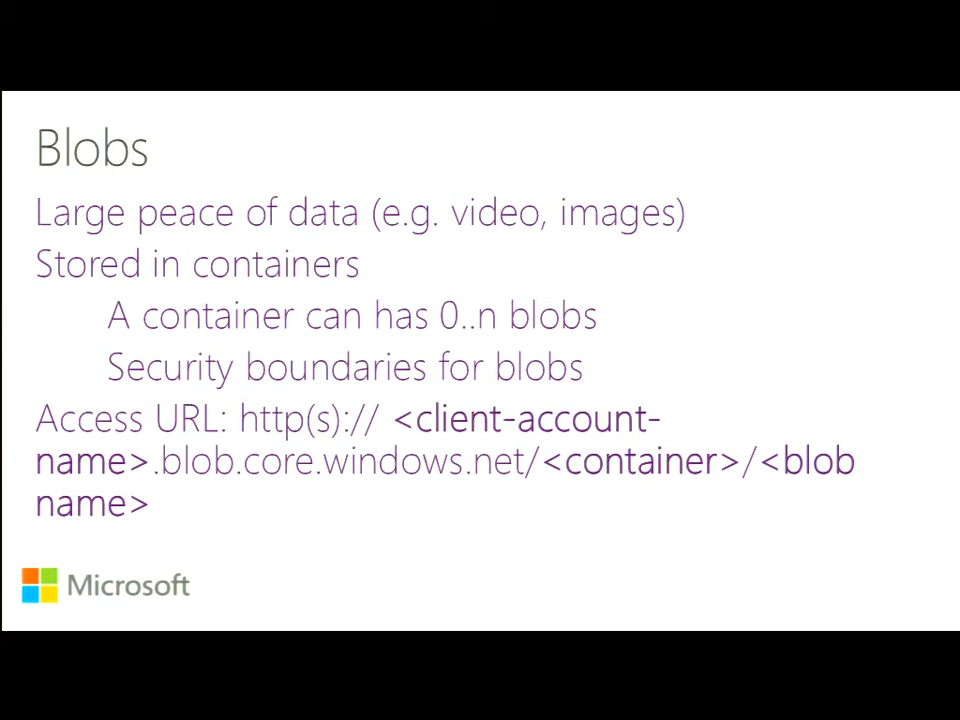 Blobs
Large peace of data (e.g. video, images)
Stored in containers
A container can has 0..n blobs
Security boundaries for blobs
Access URL: http(s):// <client-account-
name>.blob.core.windows.net/<container>/<blob
name>
Microsoft